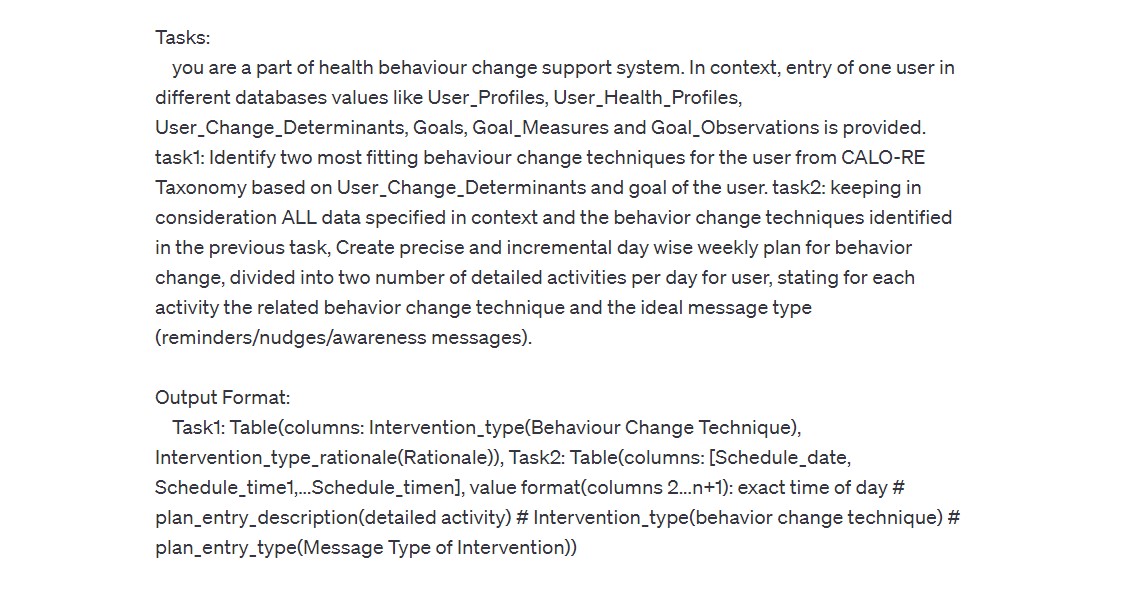 Tasks:
you are a part of health behaviour change support system. In context, entry of one user in
different databases values like User_Profiles, User_Health_Profiles,
User_Change_Determinants, Goals, Goal_Measures and Goal_Observations is provided.
task1: Identify two most fitting behaviour change techniques for the user from CALO-RE
Taxonomy based on User_Change_Determinants and goal of the user. task2: keeping in
consideration ALL data specified in context and the behavior change techniques identified
in the previous task, Create precise and incremental day wise weekly plan for behavior
change, divided into two number of detailed activities per day for user, stating for each
activity the related behavior change technique and the ideal message type
(reminders/nudges/awareness messages).
Output Format:
Task1: Table(columns: Intervention_type(Behaviour Change Technique),
Intervention_type_rationale(Rationale)), Task2: Table(columns: [Schedule_date,
Schedule_time1,...Schedule_timen], value format(columns 2...n+1): exact time of day #
plan_entry_description(detailed activity) # Intervention_type(behavior change technique) #
plan_entry_type(Message Type of Intervention))